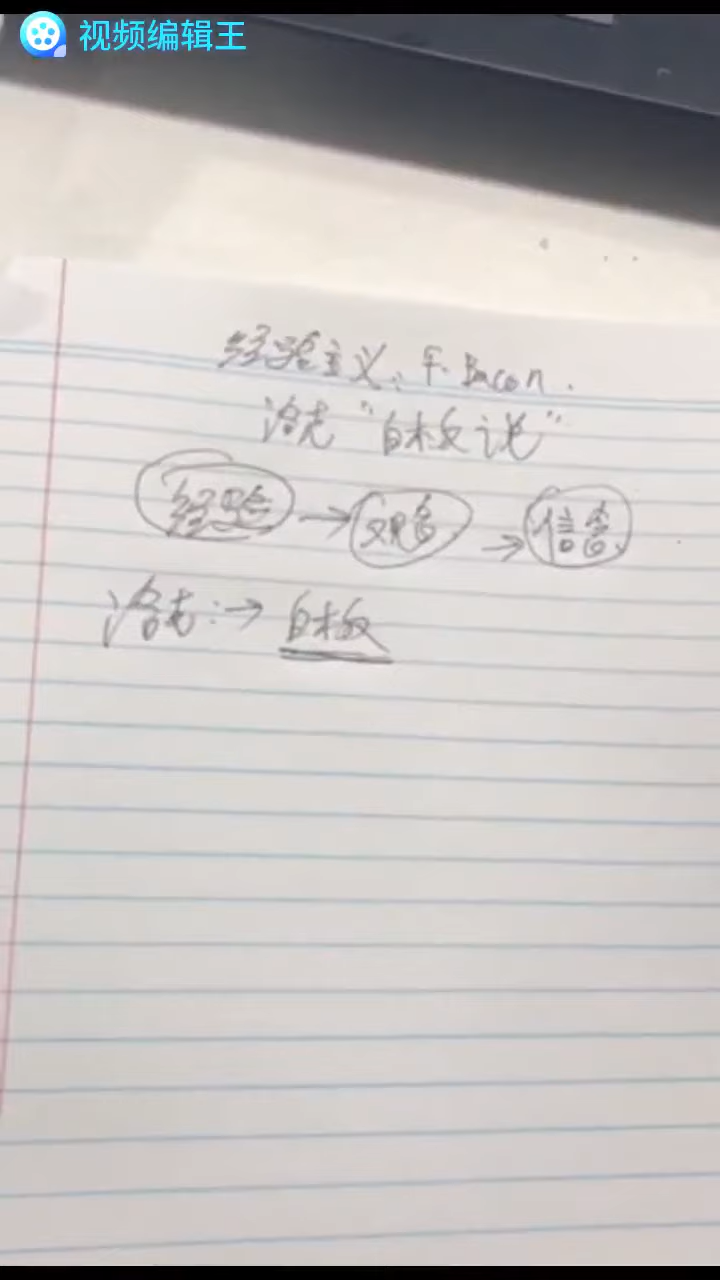 视频编辑王
经验主义: F. Bacon.
洛克 "白板说"
经验 → 观念 → 信念
洛克: → 白板